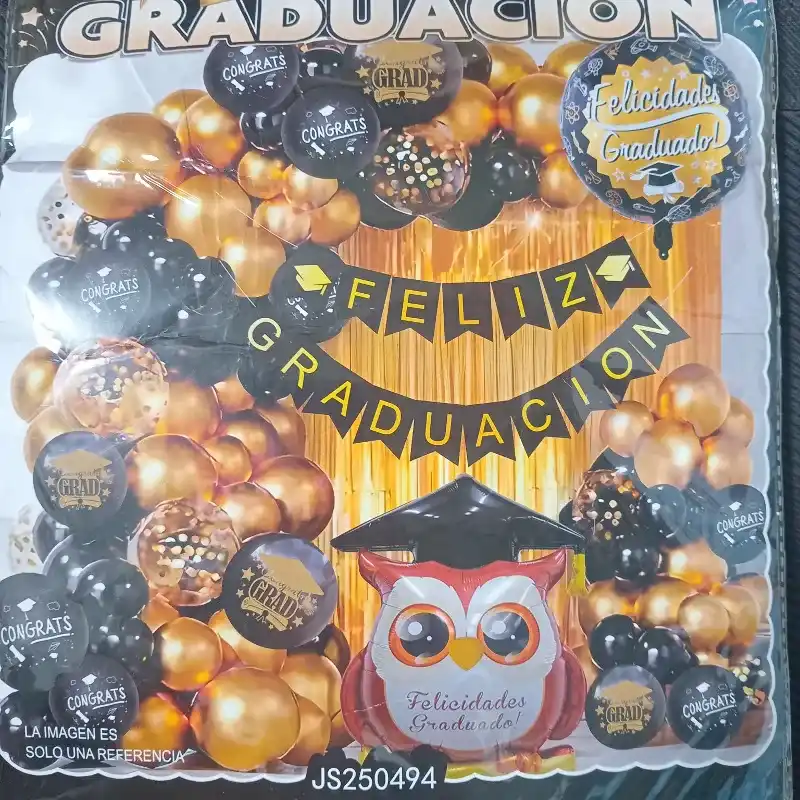 GRADUACION
CONGRATS
GRAD
CONGRATS
¡Felicidades
Graduado!
CONGRATS
FELIZ
GRADUACION
GRAD
CONGRATS
GRAD
CONGRATS
CONGRATS
Felicidades
Graduado!
GRAD
CONGRATS
LA IMAGEN ES
SOLO UNA REFERENCIA
JS250494